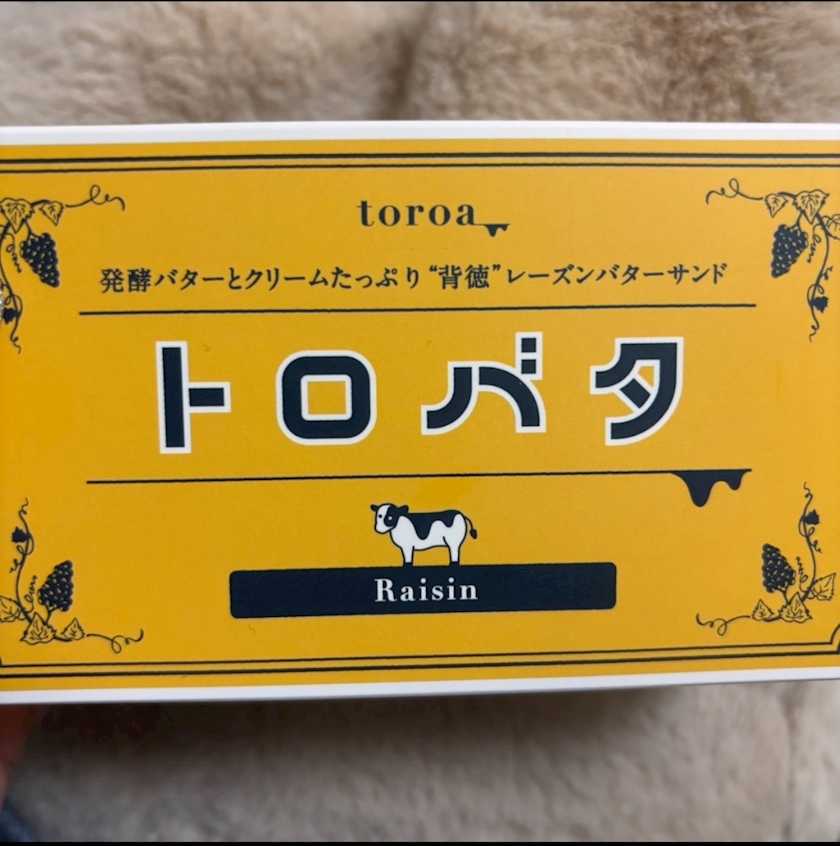 toroa
発酵バターとクリームたっぷり“背徳”レーズンバターサンド
トロバタ
Raisin